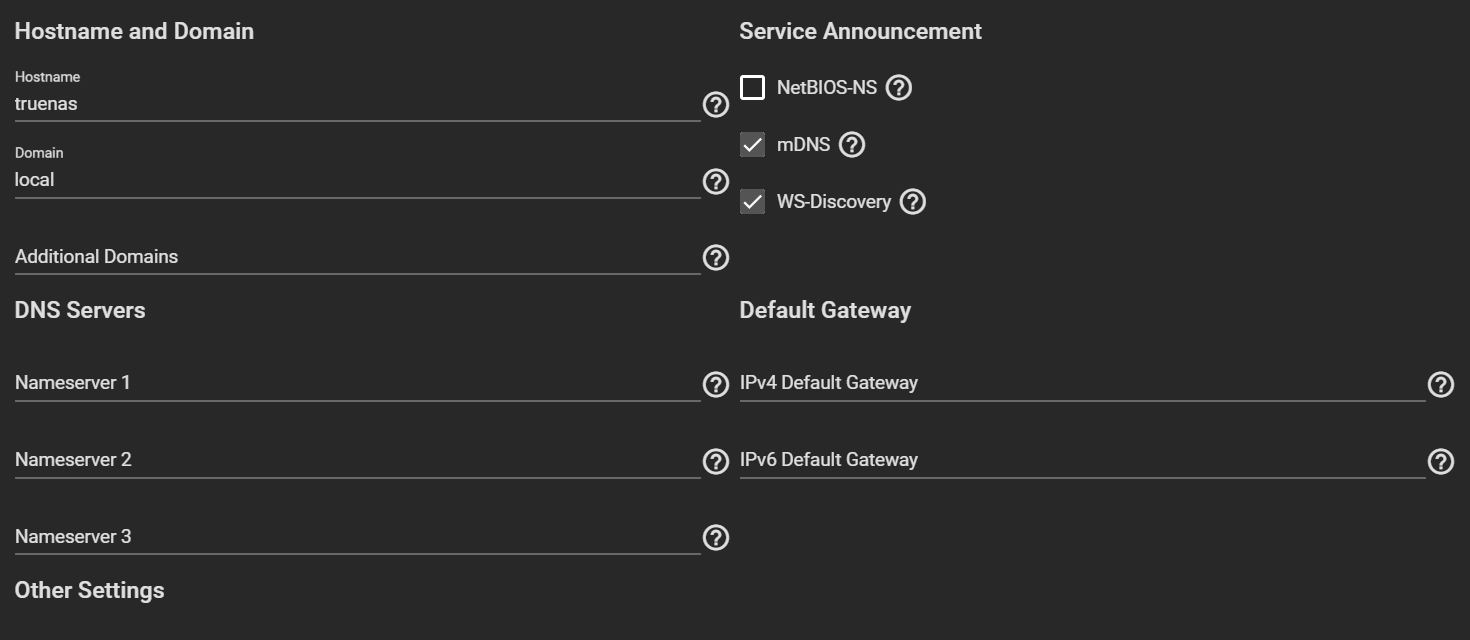 Hostname and Domain
Hostname
truenas
Domain
local
Additional Domains
Service Announcement
NetBIOS-NS
mDNS
WS-Discovery
DNS Servers
Nameserver 1
Nameserver 2
Nameserver 3
Default Gateway
IPv4 Default Gateway
IPv6 Default Gateway
Other Settings